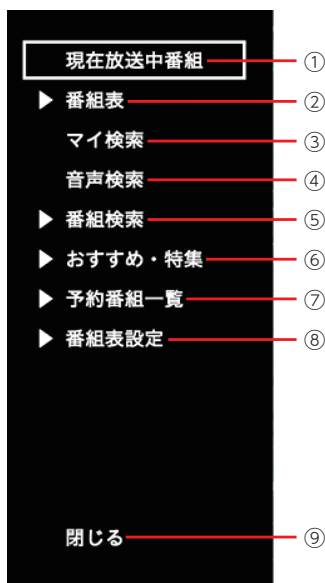 現在放送中番組 ①
▶ 番組表 ②
マイ検索 ③
音声検索 ④
▶ 番組検索 ⑤
▶ おすすめ・特集 ⑥
▶ 予約番組一覧 ⑦
▶ 番組表設定 ⑧
閉じる ⑨